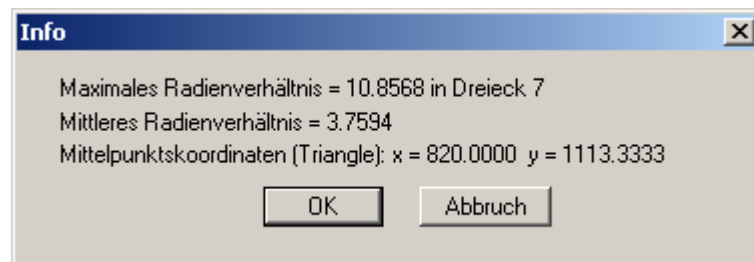 Info
Maximales Radienverhältnis = 10.8568 in Dreieck 7
Mittleres Radienverhältnis = 3.7594
Mittelpunktskoordinaten (Triangle): x = 820.0000 y = 1113.3333
OK Abbruch